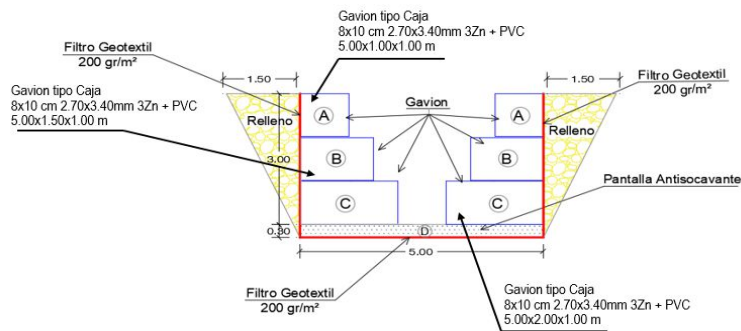 Gavion tipo Caja
8x10 cm 2.70x3.40mm 3Zn + PVC
5.00x1.00x1.00 m
Filtro Geotextil
200 gr/m²
1.50
1.50
Filtro Geotextil
200 gr/m²
Gavion tipo Caja
8x10 cm 2.70x3.40mm 3Zn + PVC
5.00x1.50x1.00 m
Relleno
A
Gavion
A
Relleno
3.00
B
B
C
C
Pantalla Antisocavante
0.30
D
5.00
Filtro Geotextil
200 gr/m²
Gavion tipo Caja
8x10 cm 2.70x3.40mm 3Zn + PVC
5.00x2.00x1.00 m